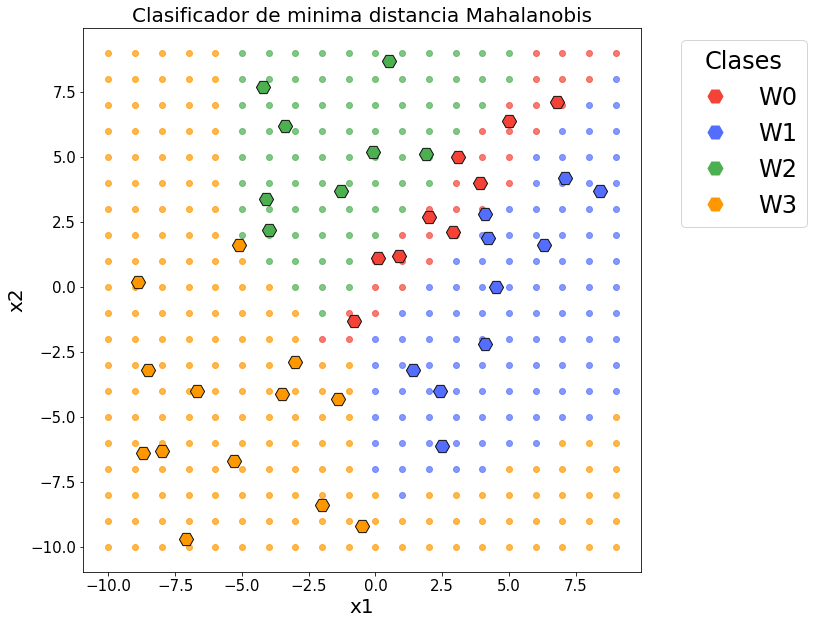 Clasificador de minima distancia Mahalanobis
Clases
W0
W1
W2
W3
7.5
5.0
2.5
0.0
−2.5
−5.0
−7.5
−10.0
x2
−10.0 −7.5 −5.0 −2.5 0.0 2.5 5.0 7.5
x1